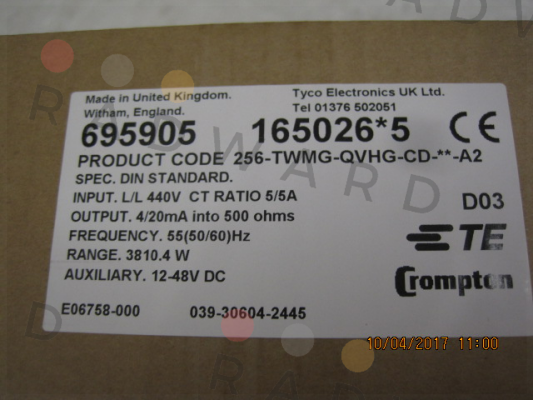 Made in United Kingdom. Tyco Electronics UK Ltd.
Witham, England. Tel 01376 502051
695905 165026*5 CE
PRODUCT CODE 256-TWMG-QVHG-CD-**-A2
SPEC. DIN STANDARD.
INPUT. L/L 440V CT RATIO 5/5A D03
OUTPUT. 4/20mA into 500 ohms
FREQUENCY. 55(50/60)Hz TE
RANGE. 3810.4 W
AUXILIARY. 12-48V DC Crompton
E06758-000 039-30604-2445
10/04/2017 11:00
RADWARD